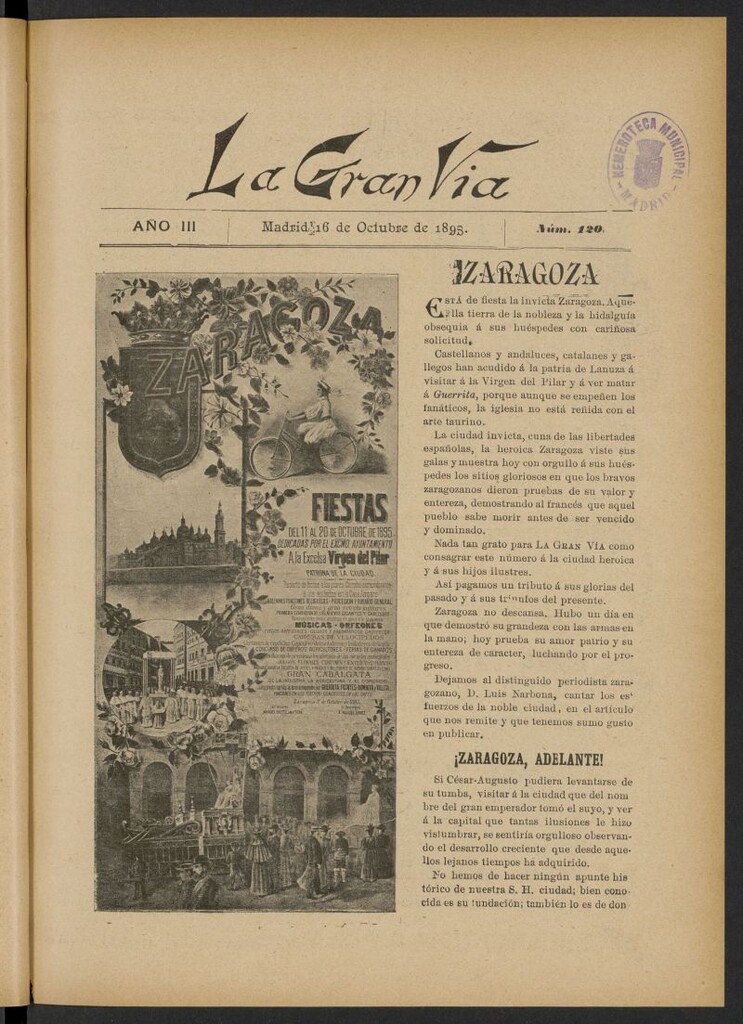 La Gran Via
HEMEROTECA MUNICIPAL
MADRID
AÑO III
Madrid 16 de Octubre de 1895.
Núm. 120.
ZARAGOZA
FIESTAS
DEL 11 AL 20 DE OCTUBRE DE 1895
DEDICADAS POR EL EXCMO. AYUNTAMIENTO
A la Excelsa Virgen del Pilar
PATRONA DE LA CIUDAD
MÚSICAS - ORFEONES
GRAN CABALGATA
ZARAGOZA
Está de fiesta la invicta Zaragoza. Aque-
lla tierra de la nobleza y la hidalguía
obsequia á sus huéspedes con cariñosa
solicitud.
Castellanos y andaluces, catalanes y ga-
llegos han acudido á la patria de Lanuza á
visitar á la Virgen del Pilar y á ver matar
á Guerrita, porque aunque se empeñen los
fanáticos, la iglesia no está reñida con el
arte taurino.
La ciudad invicta, cuna de las libertades
españolas, la heroica Zaragoza viste sus
galas y muestra hoy con orgullo á sus hués-
pedes los sitios gloriosos en que los bravos
zaragozanos dieron pruebas de su valor y
entereza, demostrando al francés que aquel
pueblo sabe morir antes de ser vencido
y dominado.
Nada tan grato para LA GRAN VÍA como
consagrar este número á la ciudad heroica
y á sus hijos ilustres.
Así pagamos un tributo á sus glorias del
pasado y á sus triunfos del presente.
Zaragoza no descansa. Hubo un día en
que demostró su grandeza con las armas en
la mano; hoy prueba su amor patrio y su
entereza de caracter, luchando por el pro-
greso.
Dejamos al distinguido periodista zara-
gozano, D. Luis Narbona, cantar los es
fuerzos de la noble ciudad, en el artículo
que nos remite y que tenemos sumo gusto
en publicar.
¡ZARAGOZA, ADELANTE!
Si César-Augusto pudiera levantarse de
su tumba, visitar á la ciudad que del nom
bre del gran emperador tomó el suyo, y ver
á la capital que tantas ilusiones le hizo
vislumbrar, se sentiría orgulloso observan-
do el desarrollo creciente que desde aque-
llos lejanos tiempos ha adquirido.
No hemos de hacer ningún apunte his
tórico de nuestra S. H. ciudad; bien cono-
cida es su fundación; también lo es de don